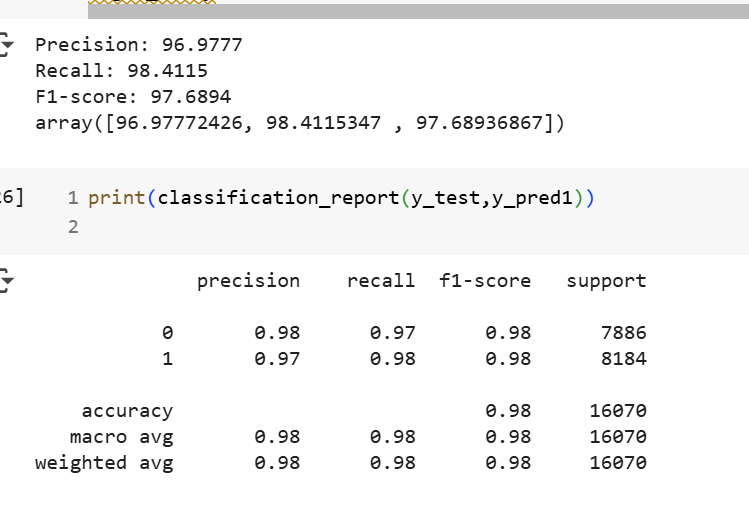 Precision: 96.9777
Recall: 98.4115
F1-score: 97.6894
array([96.97772426, 98.4115347 , 97.68936867])
6] 1 print(classification_report(y_test,y_pred1))
2
precision recall f1-score support
0 0.98 0.97 0.98 7886
1 0.97 0.98 0.98 8184
accuracy 0.98 16070
macro avg 0.98 0.98 0.98 16070
weighted avg 0.98 0.98 0.98 16070